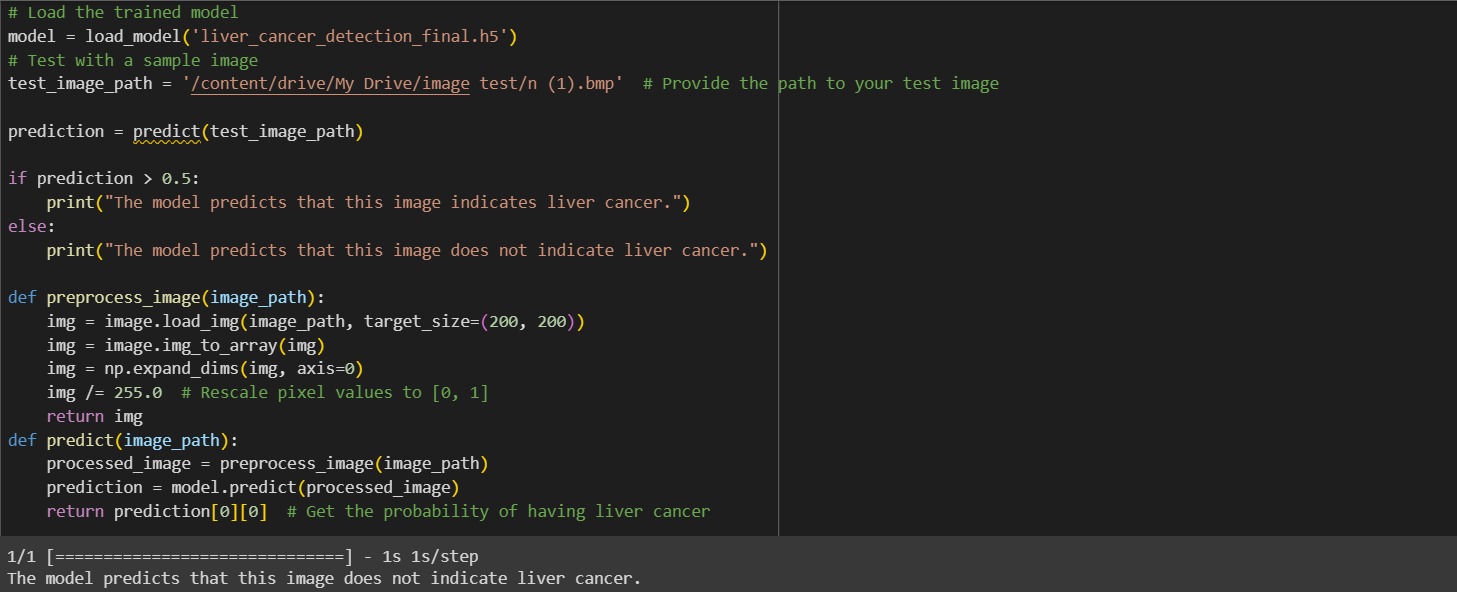 # Load the trained model
model = load_model('liver_cancer_detection_final.h5')
# Test with a sample image
test_image_path = '/content/drive/My Drive/image test/n (1).bmp'  # Provide the path to your test image

prediction = predict(test_image_path)

if prediction > 0.5:
    print("The model predicts that this image indicates liver cancer.")
else:
    print("The model predicts that this image does not indicate liver cancer.")

def preprocess_image(image_path):
    img = image.load_img(image_path, target_size=(200, 200))
    img = image.img_to_array(img)
    img = np.expand_dims(img, axis=0)
    img /= 255.0  # Rescale pixel values to [0, 1]
    return img
def predict(image_path):
    processed_image = preprocess_image(image_path)
    prediction = model.predict(processed_image)
    return prediction[0][0]  # Get the probability of having liver cancer

1/1 [==============================] - 1s 1s/step
The model predicts that this image does not indicate liver cancer.